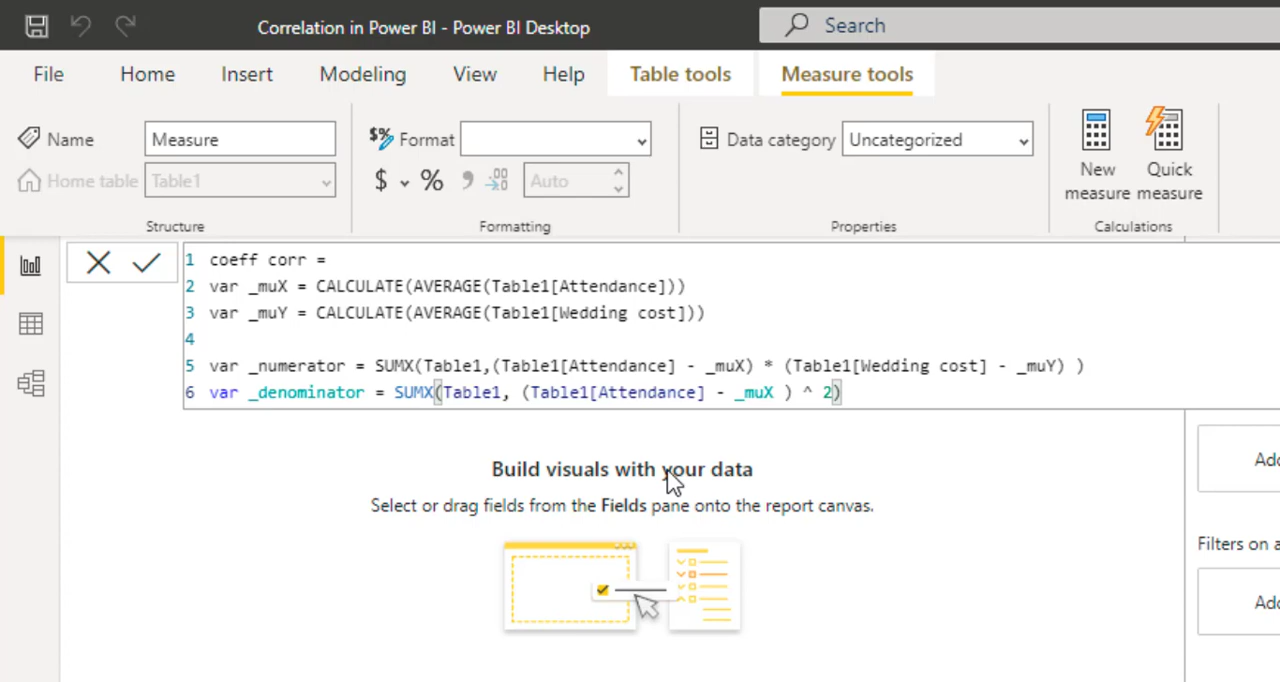 Correlation in Power BI - Power BI Desktop
Search
File Home Insert Modeling View Help Table tools Measure tools
Name Measure
Home table Table1
Structure
$% Format
$ % Auto
Formatting
Data category Uncategorized
Properties
New measure
Quick measure
Calculations
1 coeff corr =
2 var _muX = CALCULATE(AVERAGE(Table1[Attendance]))
3 var _muY = CALCULATE(AVERAGE(Table1[Wedding cost]))
4
5 var _numerator = SUMX(Table1,(Table1[Attendance] - _muX) * (Table1[Wedding cost] - _muY) )
6 var _denominator = SUMX(Table1, (Table1[Attendance] - _muX ) ^ 2)
Build visuals with your data
Select or drag fields from the Fields pane onto the report canvas.
Filters on